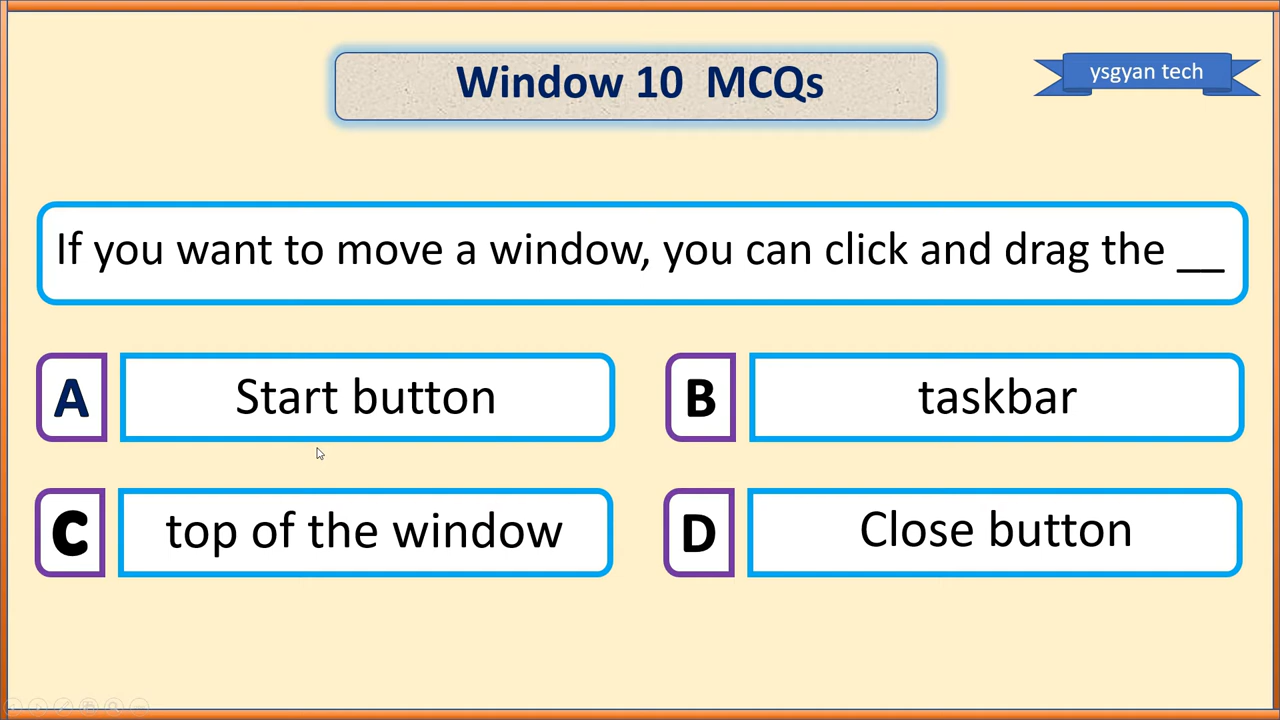 Window 10 MCQs
ysgyan tech
If you want to move a window, you can click and drag the __
A Start button
B taskbar
C top of the window
D Close button